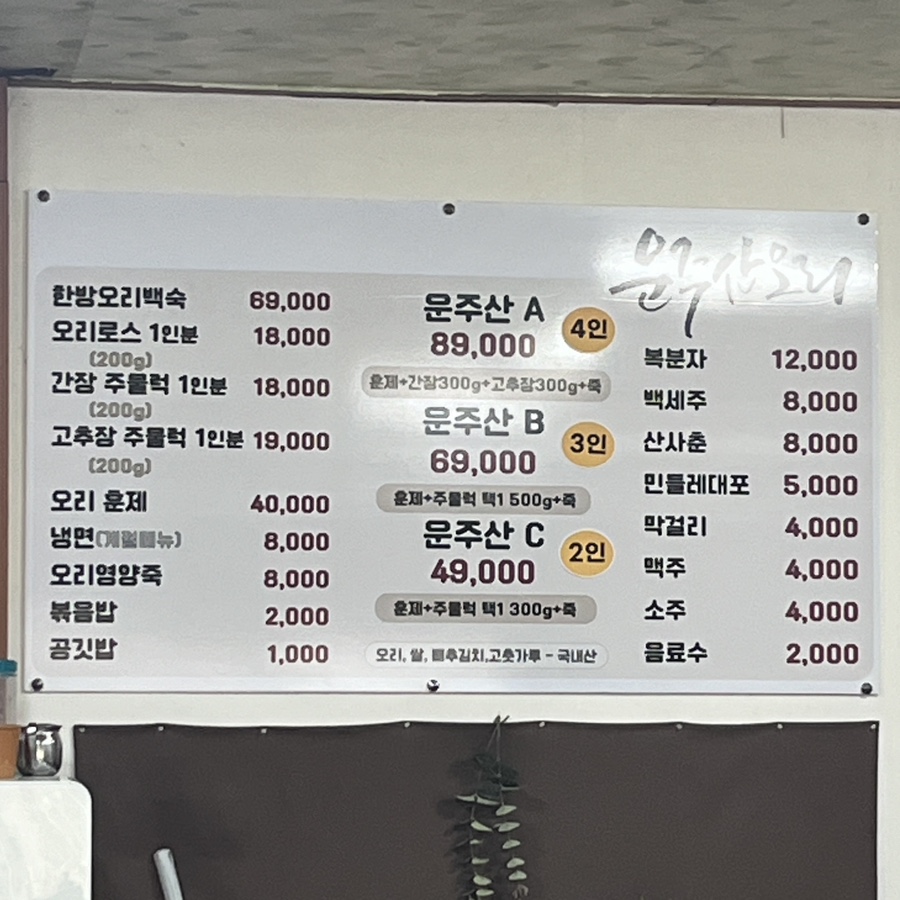 운주산오리
한방오리백숙 69,000
오리로스 1인분 18,000
(200g)
간장 주물럭 1인분 18,000
(200g)
고추장 주물럭 1인분 19,000
(200g)
오리 훈제 40,000
냉면(계절메뉴) 8,000
오리영양죽 8,000
볶음밥 2,000
공깃밥 1,000
운주산 A
89,000
4인
훈제+간장300g+고추장300g+죽
운주산 B
69,000
3인
훈제+주물럭 택1 500g+죽
운주산 C
49,000
2인
훈제+주물럭 택1 300g+죽
오리, 쌀, 배추김치,고춧가루 - 국내산
복분자 12,000
백세주 8,000
산사춘 8,000
민들레대포 5,000
막걸리 4,000
맥주 4,000
소주 4,000
음료수 2,000